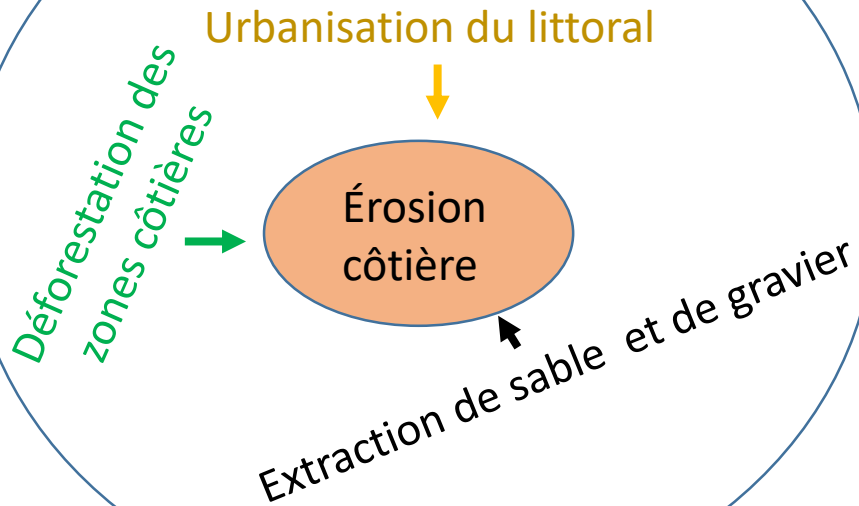 Urbanisation du littoral
Déforestation des
zones côtières
Érosion
côtière
Extraction de sable et de gravier